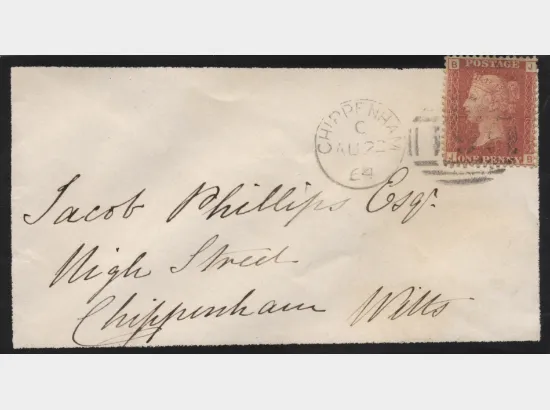 B POSTAGE J
CHIPPENHAM
C
AU 22
64
J ONE PENNY B
Jacob Phillips Esqr.
High Street
Chippenham Wilts